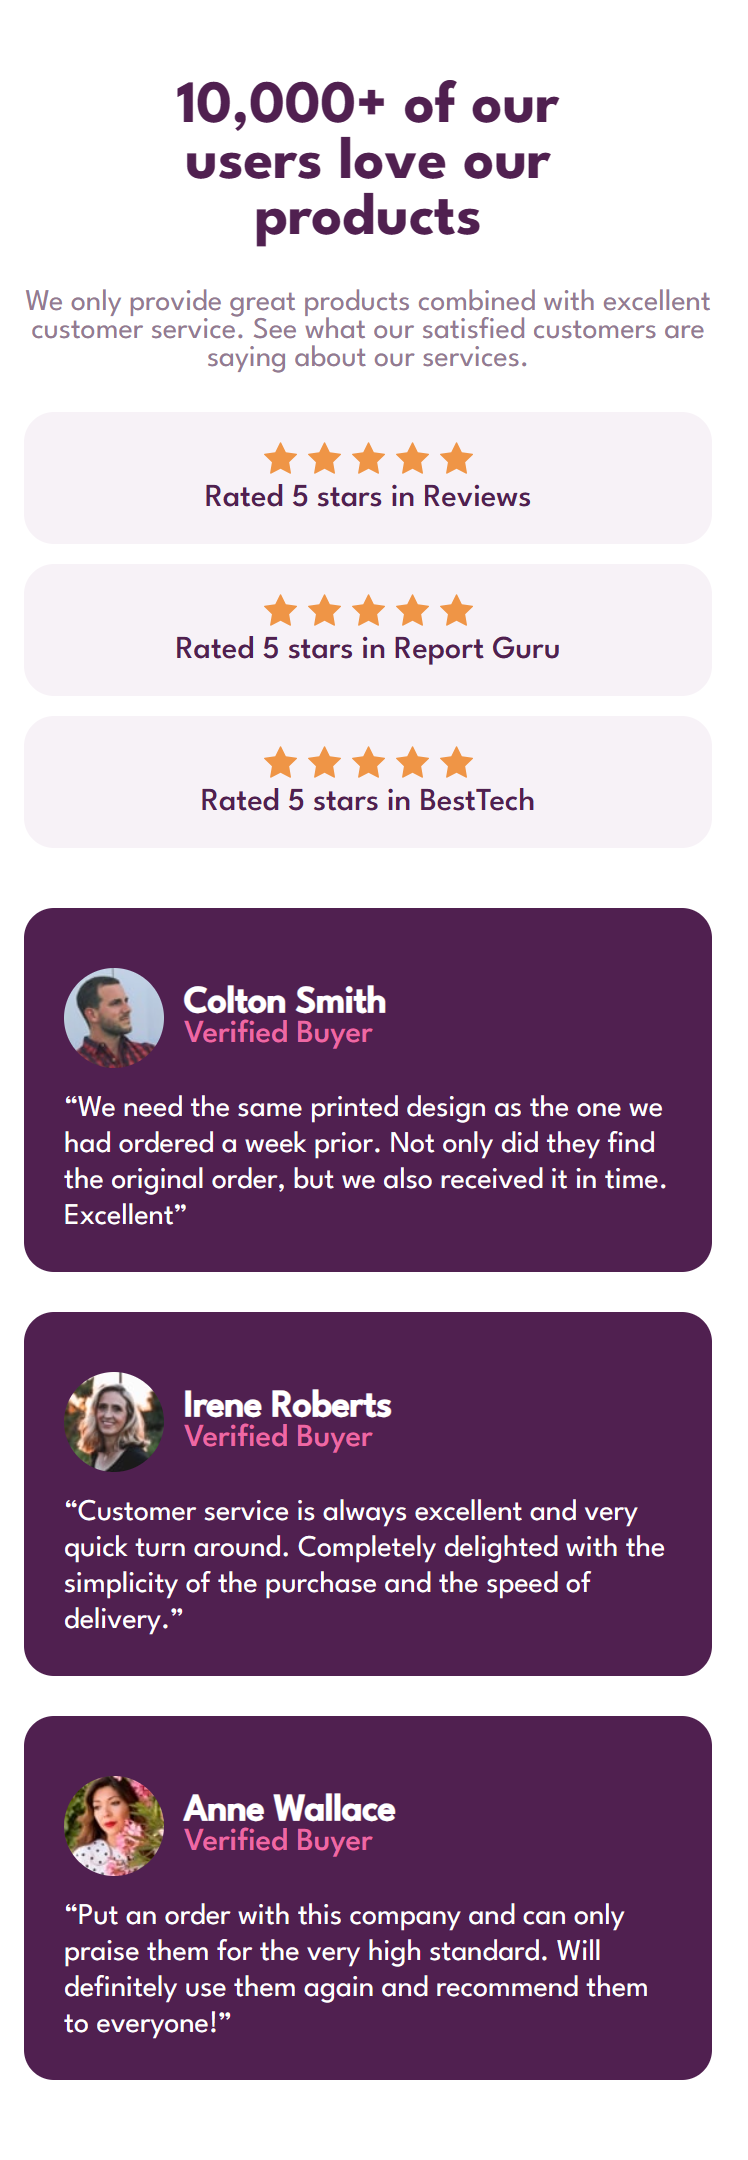 10,000+ of our
users love our
products
We only provide great products combined with excellent
customer service. See what our satisfied customers are
saying about our services.
Rated 5 stars in Reviews
Rated 5 stars in Report Guru
Rated 5 stars in BestTech
Colton Smith
Verified Buyer
“We need the same printed design as the one we
had ordered a week prior. Not only did they find
the original order, but we also received it in time.
Excellent”
Irene Roberts
Verified Buyer
“Customer service is always excellent and very
quick turn around. Completely delighted with the
simplicity of the purchase and the speed of
delivery.”
Anne Wallace
Verified Buyer
“Put an order with this company and can only
praise them for the very high standard. Will
definitely use them again and recommend them
to everyone!”